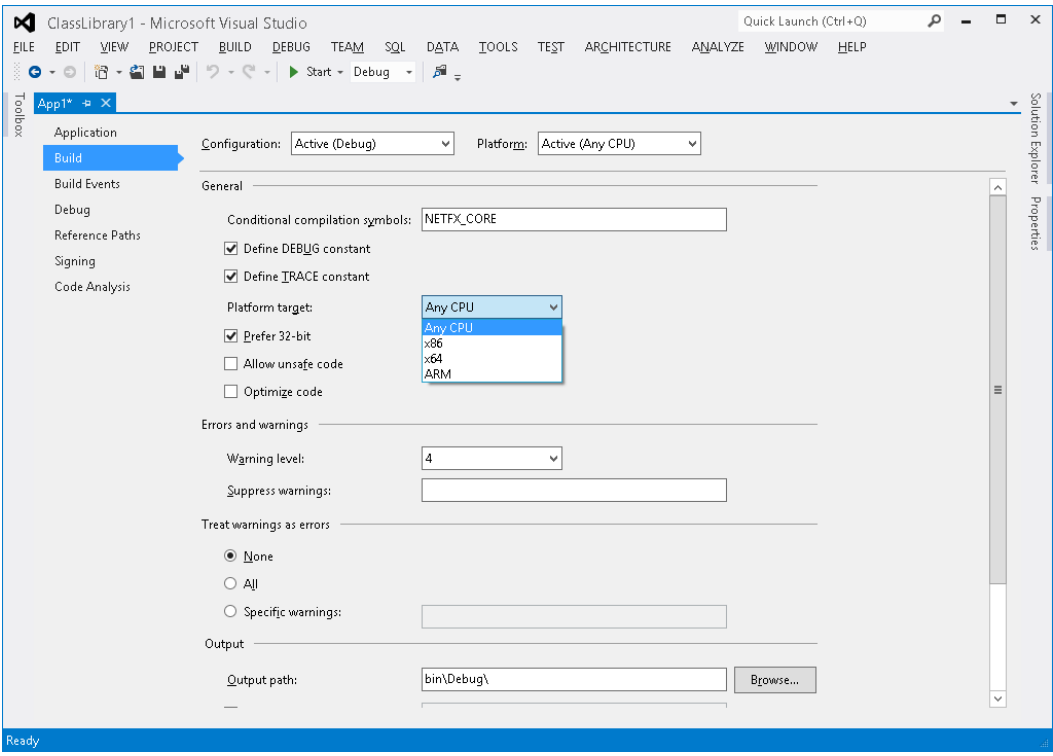 ClassLibrary1 - Microsoft Visual Studio Quick Launch (Ctrl+Q)
FILE EDIT VIEW PROJECT BUILD DEBUG TEAM SQL DATA TOOLS TEST ARCHITECTURE ANALYZE WINDOW HELP
Start Debug
Toolbox
App1*
Solution Explorer
Properties
Application
Build
Build Events
Debug
Reference Paths
Signing
Code Analysis
Configuration: Active (Debug) Platform: Active (Any CPU)
General
Conditional compilation symbols: NETFX_CORE
Define DEBUG constant
Define TRACE constant
Platform target: Any CPU
Any CPU
x86
x64
ARM
Prefer 32-bit
Allow unsafe code
Optimize code
Errors and warnings
Warning level: 4
Suppress warnings:
Treat warnings as errors
None
All
Specific warnings:
Output
Output path: bin\Debug\ Browse...
Ready